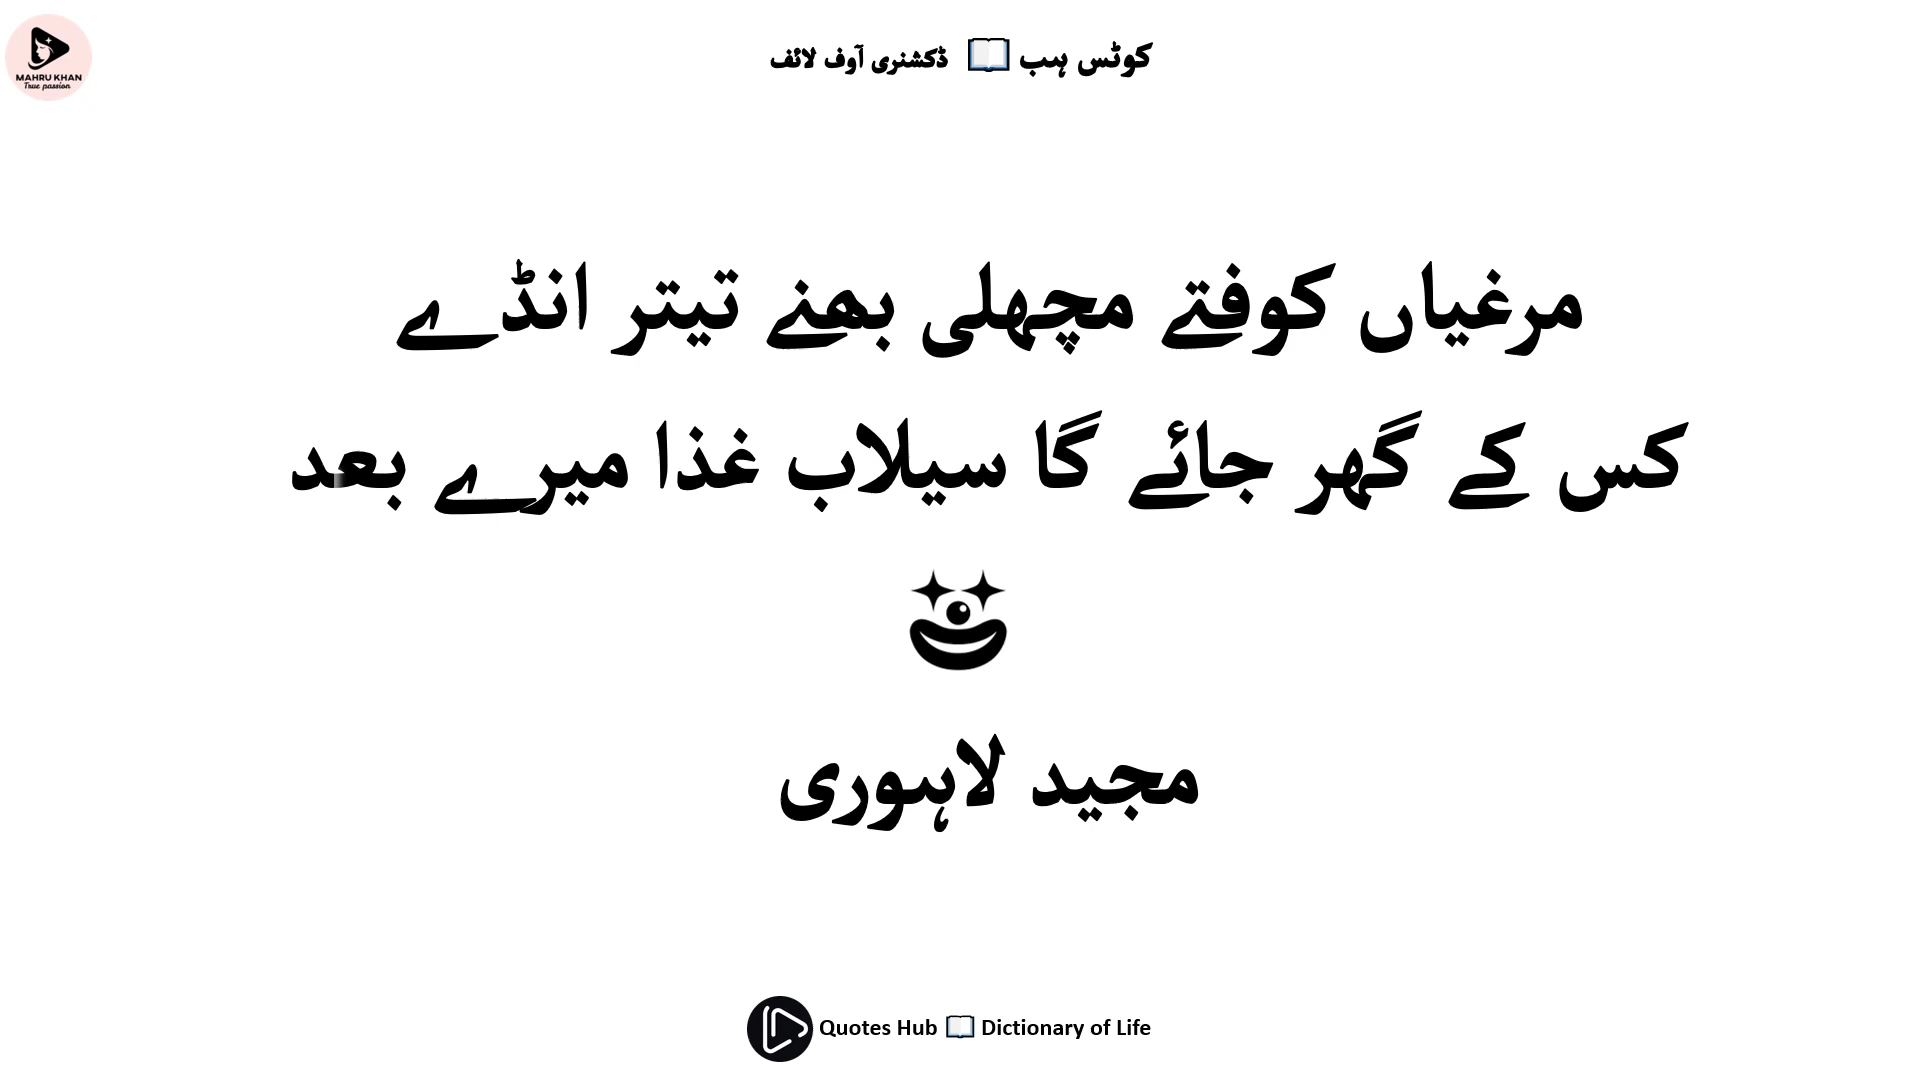 MAHRU KHAN
True passion
کوٹس ہب 📖 ڈکشنری آوف لائف
مرغیاں کوفتے مچھلی بھنے تیتر انڈے
کس کے گھر جائے گا سیلاب غذا میرے بعد
مجید لاہوری
Quotes Hub 📖 Dictionary of Life